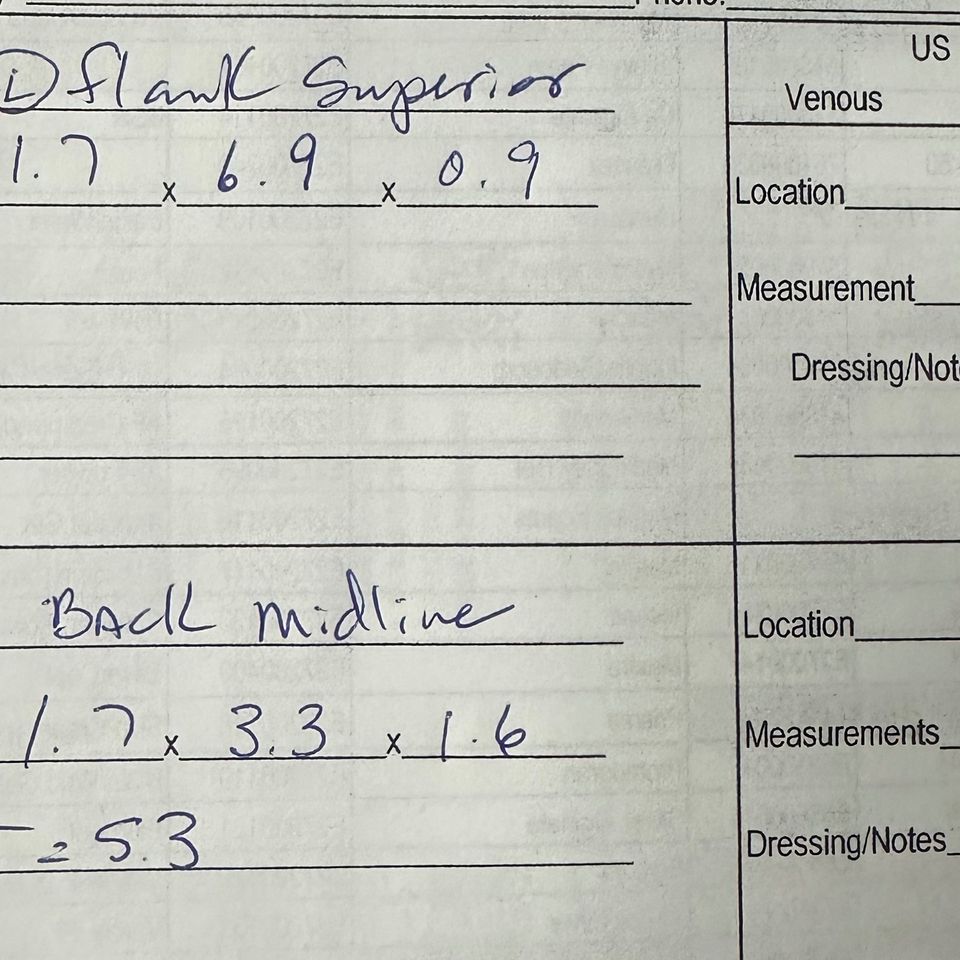 Phone:
US
flank Superior
Venous
1.7 x 6.9 x 0.9
Location
Measurement
Dressing/Note
Back midline
Location
1.7 x 3.3 x 1.6
Measurements
= 5.3
Dressing/Notes